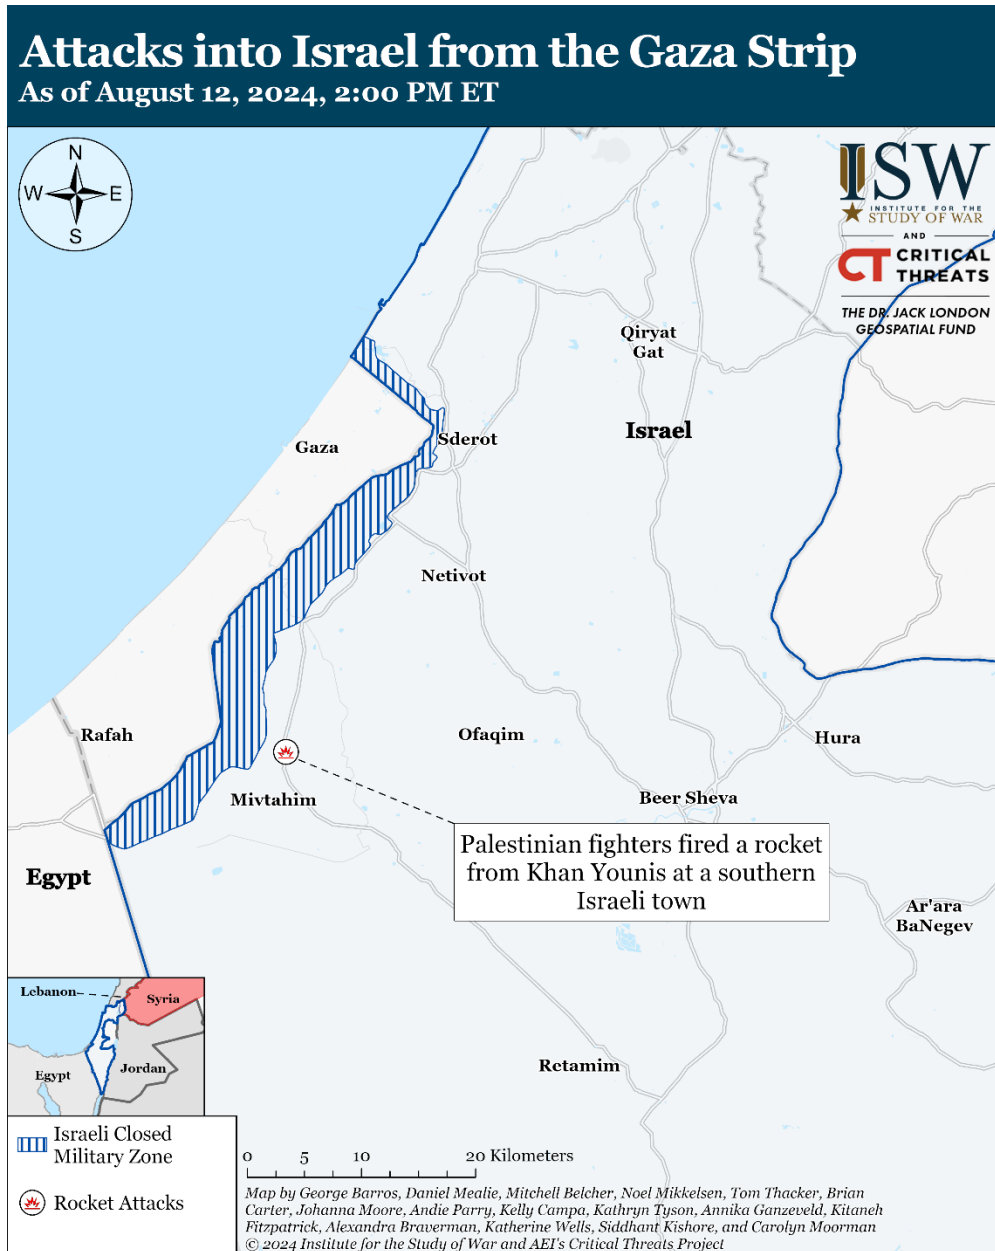 Attacks into Israel from the Gaza Strip
As of August 12, 2024, 2:00 PM ET
N
W
E
S
ISW
INSTITUTE FOR THE
STUDY OF WAR
AND
CT CRITICAL
THREATS
THE DR. JACK LONDON
GEOSPATIAL FUND
Qiryat
Gat
Israel
Gaza
Sderot
Netivot
Rafah
Ofaqim
Hura
Mivtahim
Beer Sheva
Palestinian fighters fired a rocket
from Khan Younis at a southern
Israeli town
Egypt
Ar'ara
BaNegev
Retamim
Lebanon
Syria
Egypt
Jordan
Israeli Closed
Military Zone
Rocket Attacks
0 5 10 20 Kilometers
Map by George Barros, Daniel Mealie, Mitchell Belcher, Noel Mikkelsen, Tom Thacker, Brian
Carter, Johanna Moore, Andie Parry, Kelly Campa, Kathryn Tyson, Annika Ganzeveld, Kitaneh
Fitzpatrick, Alexandra Braverman, Katherine Wells, Siddhant Kishore, and Carolyn Moorman
© 2024 Institute for the Study of War and AEI's Critical Threats Project